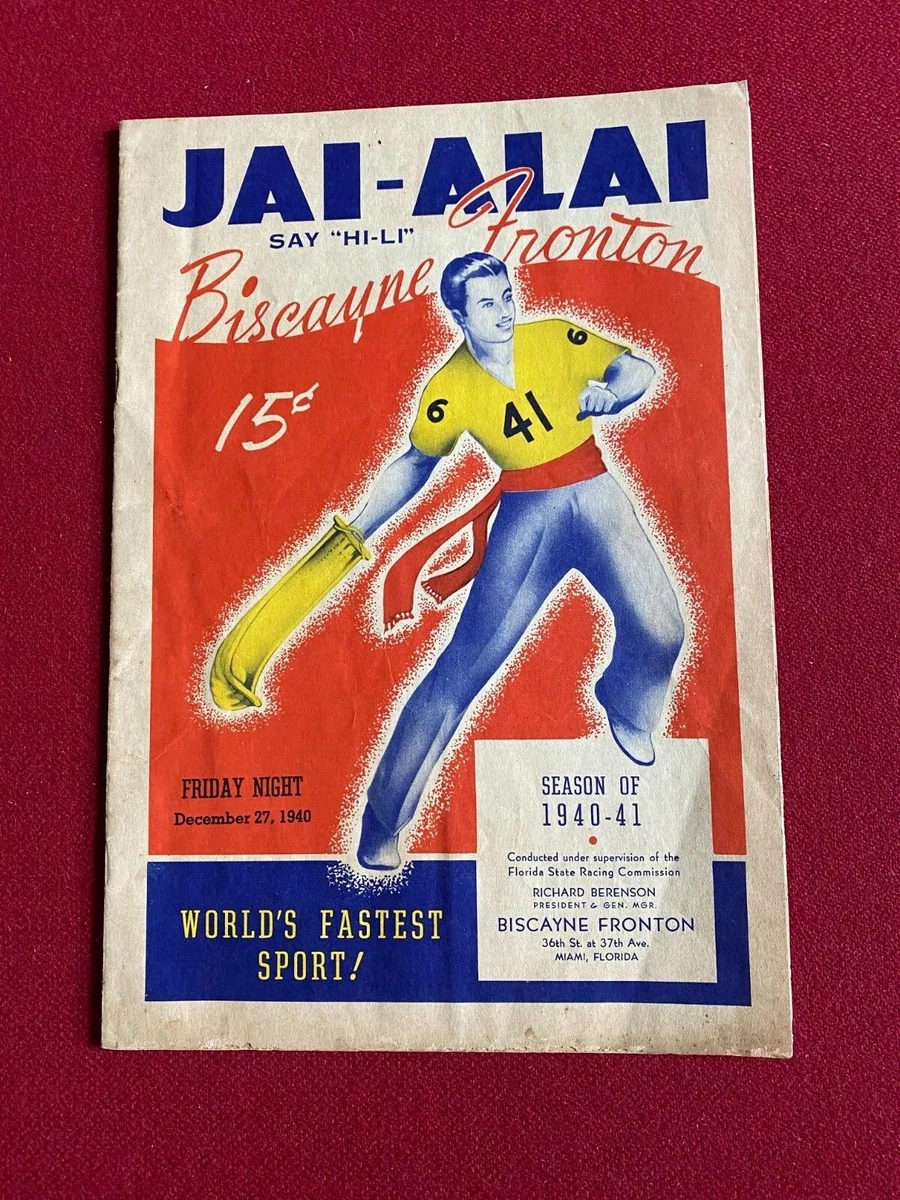 JAI-ALAI
SAY "HI-LI"
Biscayne Fronton
15¢
6
41
6
FRIDAY NIGHT
December 27, 1940
WORLD'S FASTEST
SPORT!
SEASON OF
1940-41
Conducted under supervision of the
Florida State Racing Commission
RICHARD BERENSON
PRESIDENT & GEN. MGR.
BISCAYNE FRONTON
36th St. at 37th Ave.
MIAMI, FLORIDA